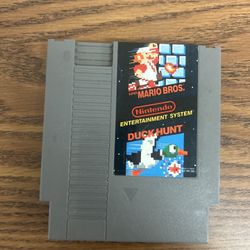 SUPER
MARIO BROS.
Nintendo
ENTERTAINMENT SYSTEM
DUCK HUNT